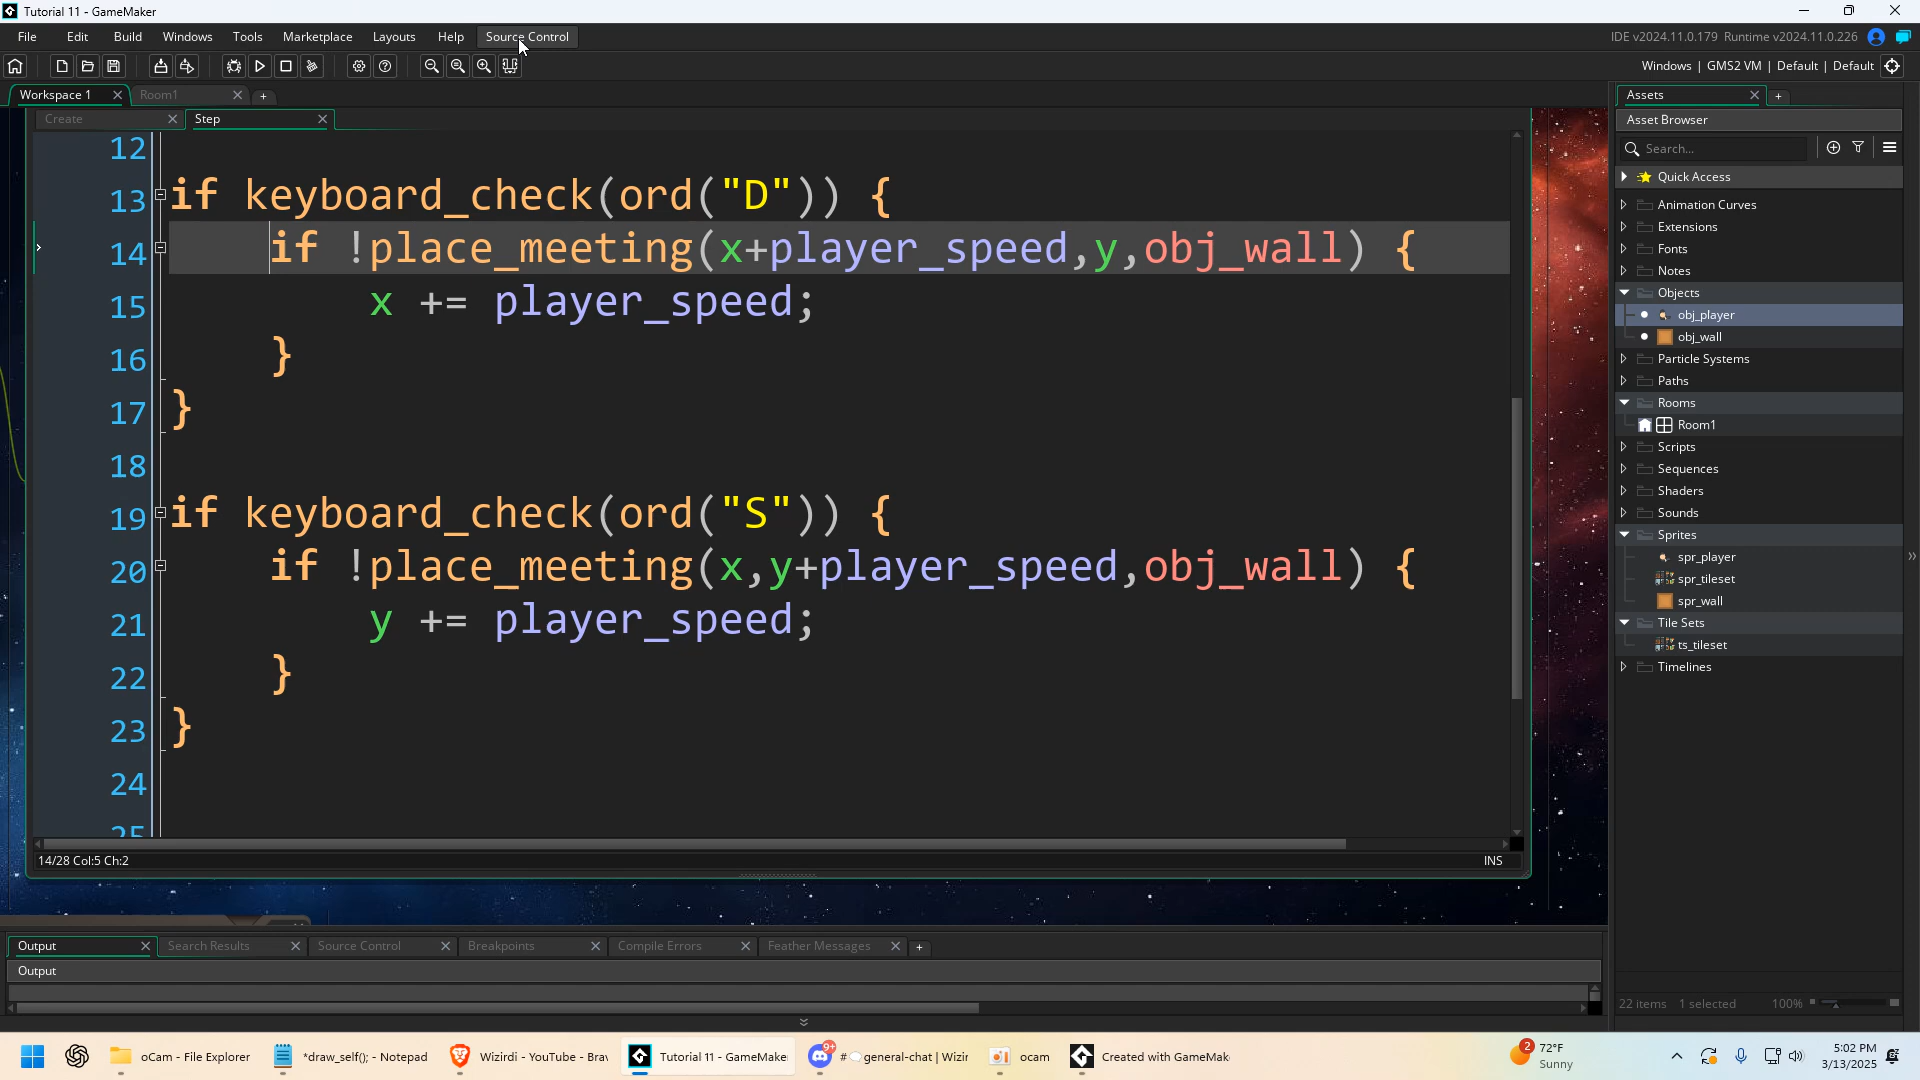 Tutorial 11 - GameMaker
File Edit Build Windows Tools Marketplace Layouts Help Source Control
IDE v2024.11.0.179 Runtime v2024.11.0.226
Windows | GMS2 VM | Default | Default
Workspace 1 Room1
Assets
Create Step
Asset Browser
Search...
Quick Access
Animation Curves
Extensions
Fonts
Notes
Objects
obj_player
obj_wall
Particle Systems
Paths
Rooms
Room1
Scripts
Sequences
Shaders
Sounds
Sprites
spr_player
spr_tileset
spr_wall
Tile Sets
ts_tileset
Timelines
12
13 if keyboard_check(ord("D")) {
14 if !place_meeting(x+player_speed,y,obj_wall) {
15 x += player_speed;
16 }
17 }
18
19 if keyboard_check(ord("S")) {
20 if !place_meeting(x,y+player_speed,obj_wall) {
21 y += player_speed;
22 }
23 }
24
25
14/28 Col:5 Ch:2 INS
Output Search Results Source Control Breakpoints Compile Errors Feather Messages
Output
22 items 1 selected 100%
oCam - File Explorer
*draw_self(); - Notepad
Wizirdi - YouTube - Brav
Tutorial 11 - GameMake
9+
# general-chat | Wizir
ocam
Created with GameMak
2
72°F
Sunny
5:02 PM
3/13/2025